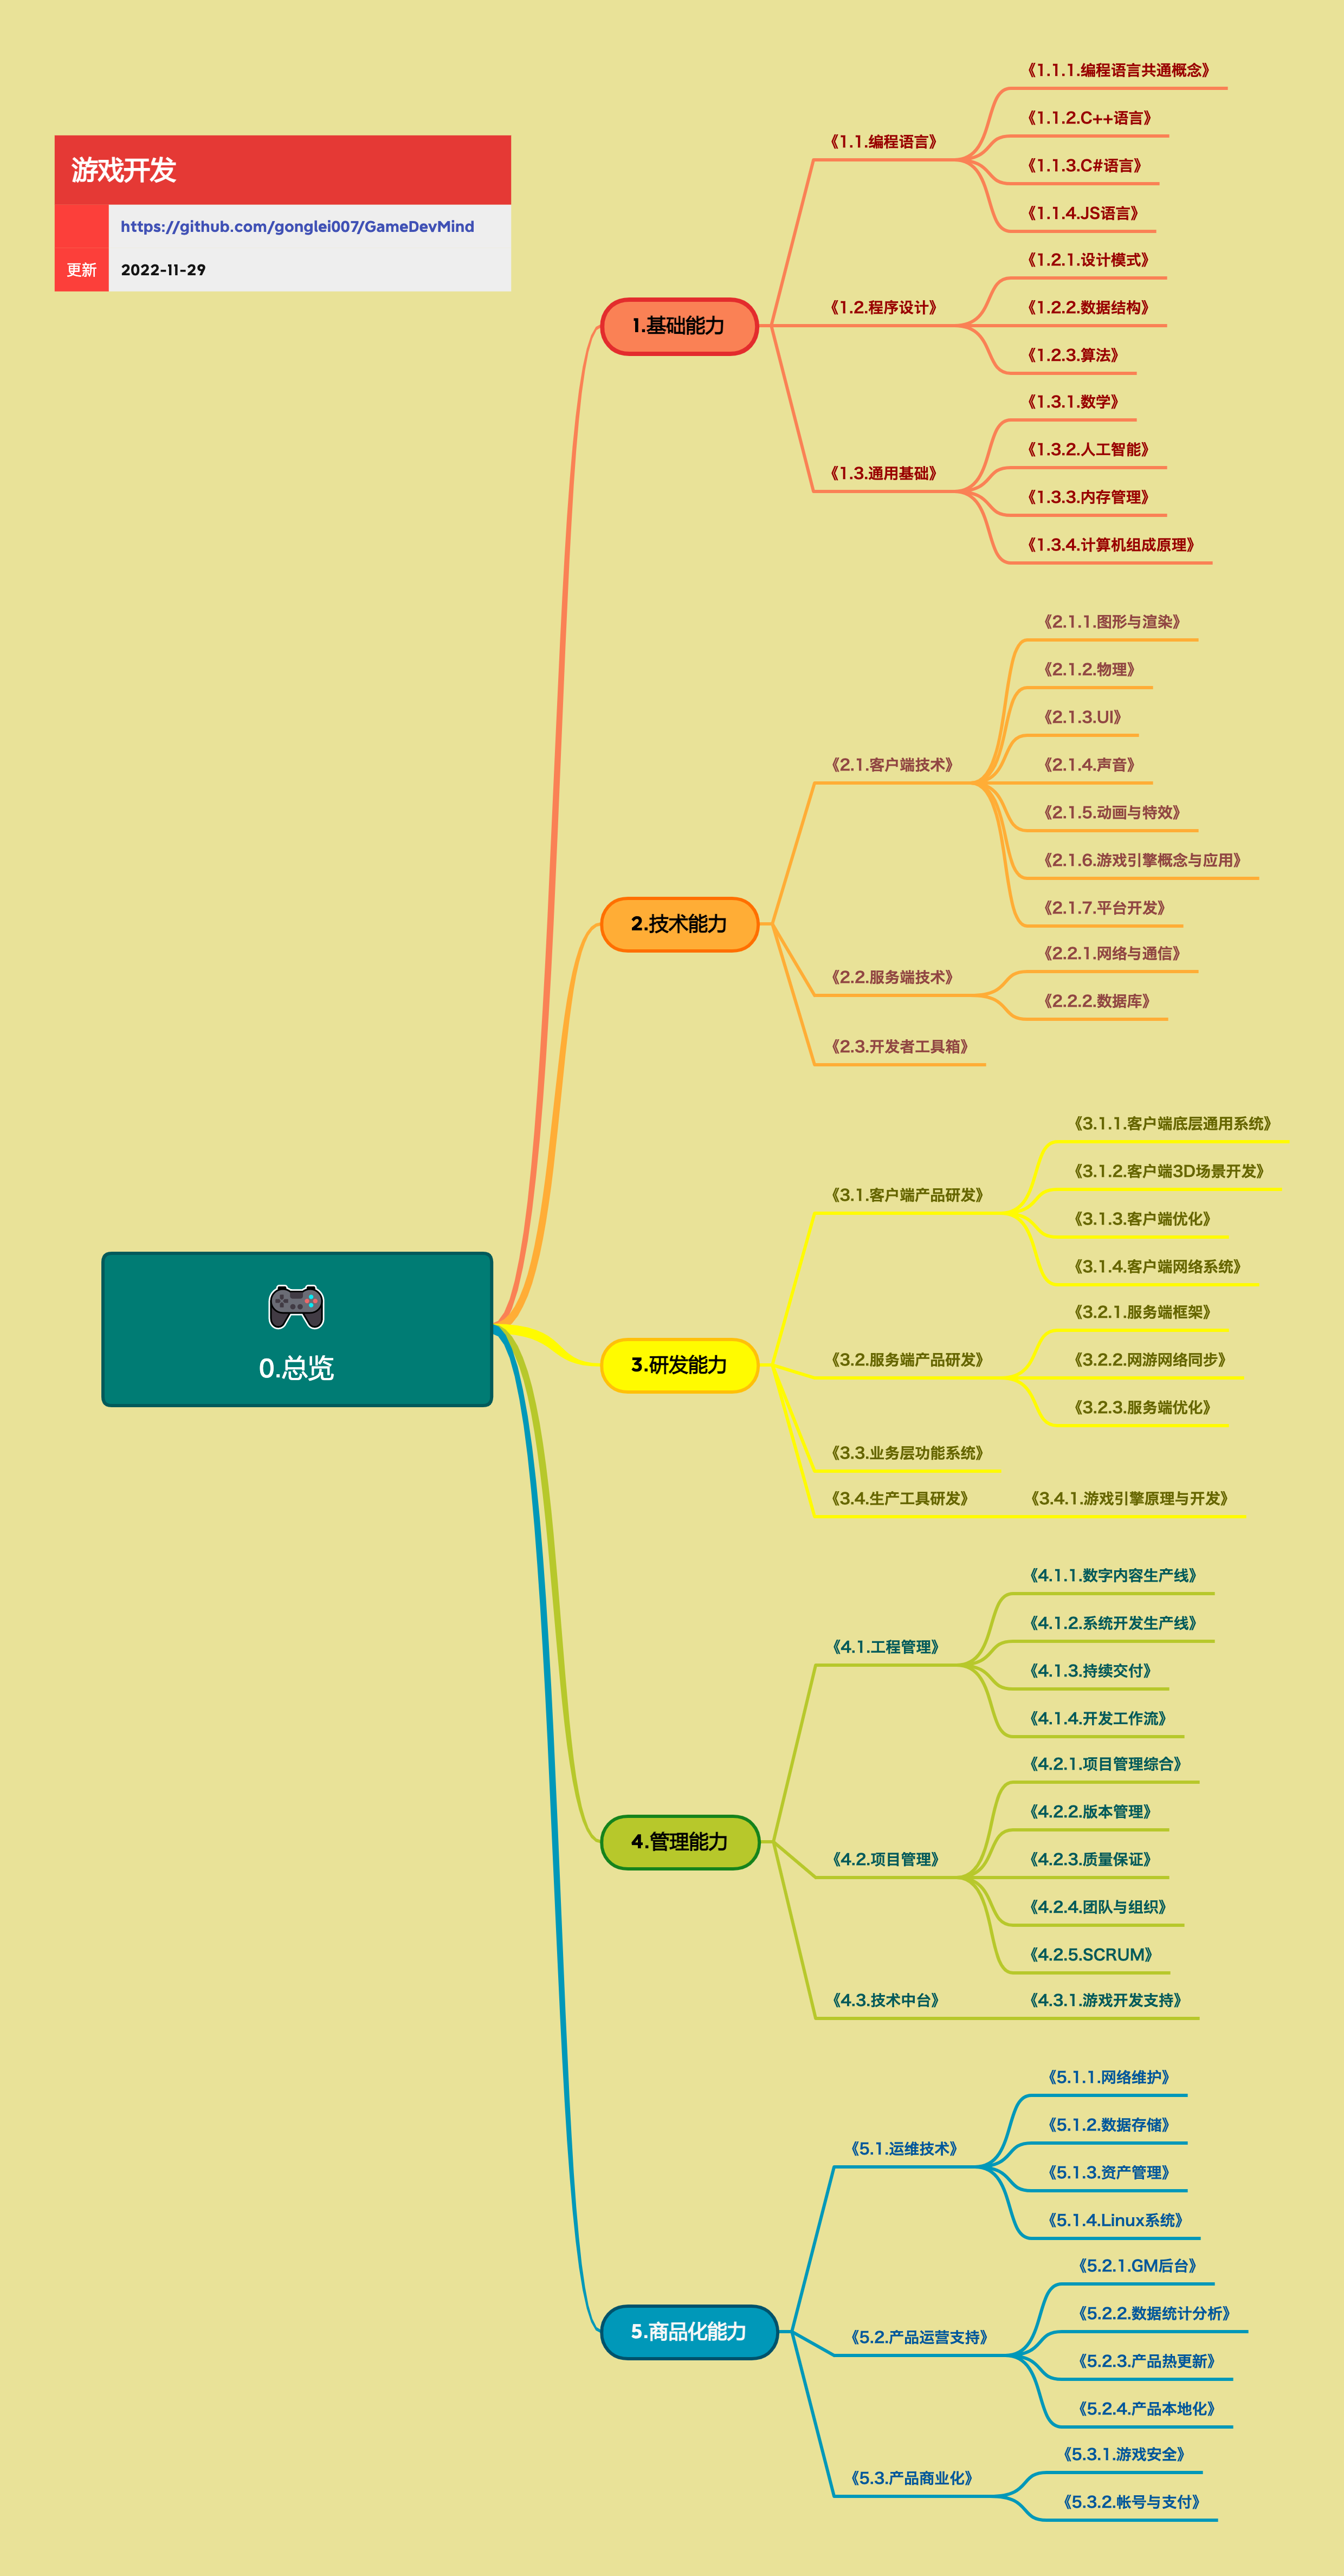 游戏开发
https://github.com/gonglei007/GameDevMind
更新 2022-11-29
0.总览
1.基础能力
《1.1.编程语言》
《1.1.1.编程语言共通概念》
《1.1.2.C++语言》
《1.1.3.C#语言》
《1.1.4.JS语言》
《1.2.程序设计》
《1.2.1.设计模式》
《1.2.2.数据结构》
《1.2.3.算法》
《1.3.通用基础》
《1.3.1.数学》
《1.3.2.人工智能》
《1.3.3.内存管理》
《1.3.4.计算机组成原理》
2.技术能力
《2.1.客户端技术》
《2.1.1.图形与渲染》
《2.1.2.物理》
《2.1.3.UI》
《2.1.4.声音》
《2.1.5.动画与特效》
《2.1.6.游戏引擎概念与应用》
《2.1.7.平台开发》
《2.2.服务端技术》
《2.2.1.网络与通信》
《2.2.2.数据库》
《2.3.开发者工具箱》
3.研发能力
《3.1.客户端产品研发》
《3.1.1.客户端底层通用系统》
《3.1.2.客户端3D场景开发》
《3.1.3.客户端优化》
《3.1.4.客户端网络系统》
《3.2.服务端产品研发》
《3.2.1.服务端框架》
《3.2.2.网游网络同步》
《3.2.3.服务端优化》
《3.3.业务层功能系统》
《3.4.生产工具研发》
《3.4.1.游戏引擎原理与开发》
4.管理能力
《4.1.工程管理》
《4.1.1.数字内容生产线》
《4.1.2.系统开发生产线》
《4.1.3.持续交付》
《4.1.4.开发工作流》
《4.2.项目管理》
《4.2.1.项目管理综合》
《4.2.2.版本管理》
《4.2.3.质量保证》
《4.2.4.团队与组织》
《4.2.5.SCRUM》
《4.3.技术中台》
《4.3.1.游戏开发支持》
5.商品化能力
《5.1.运维技术》
《5.1.1.网络维护》
《5.1.2.数据存储》
《5.1.3.资产管理》
《5.1.4.Linux系统》
《5.2.产品运营支持》
《5.2.1.GM后台》
《5.2.2.数据统计分析》
《5.2.3.产品热更新》
《5.2.4.产品本地化》
《5.3.产品商业化》
《5.3.1.游戏安全》
《5.3.2.帐号与支付》